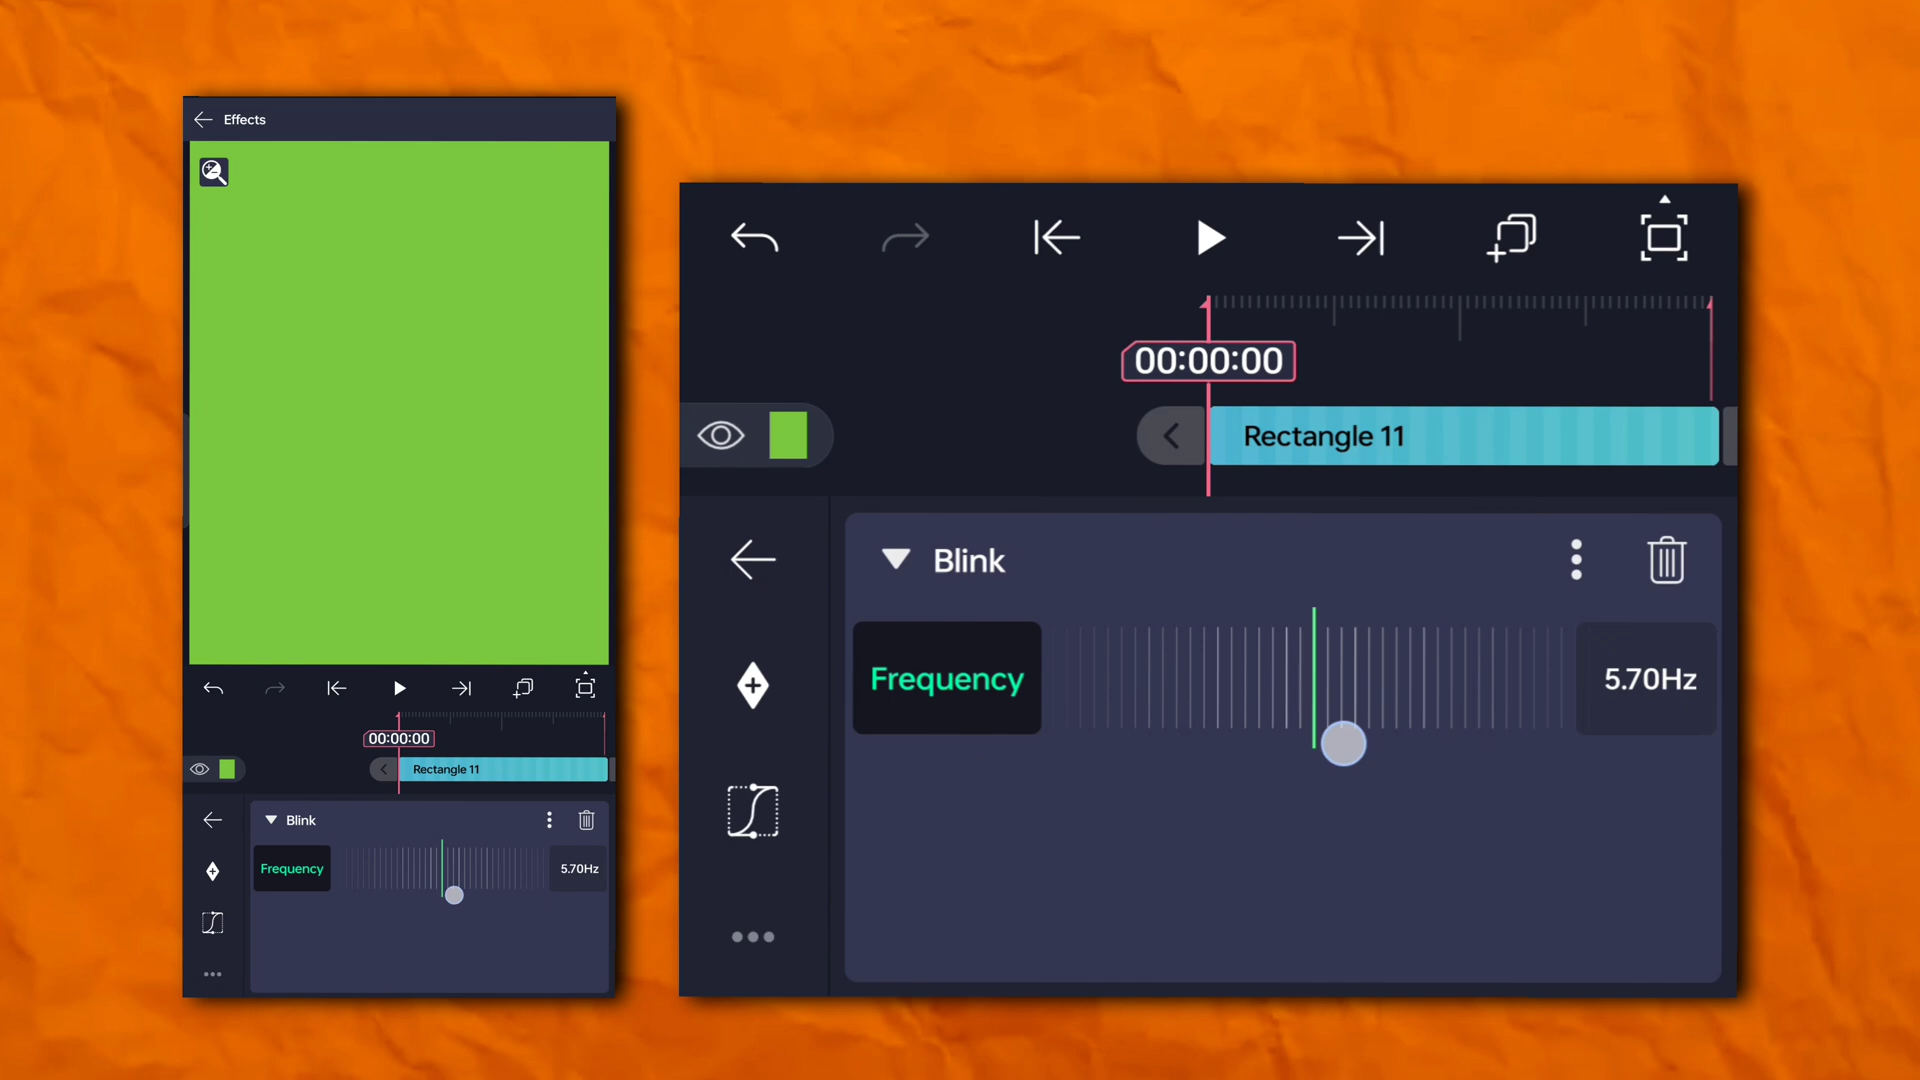 Effects
00:00:00
Rectangle 11
Blink
Frequency
5.70Hz
00:00:00
Rectangle 11
Blink
Frequency
5.70Hz